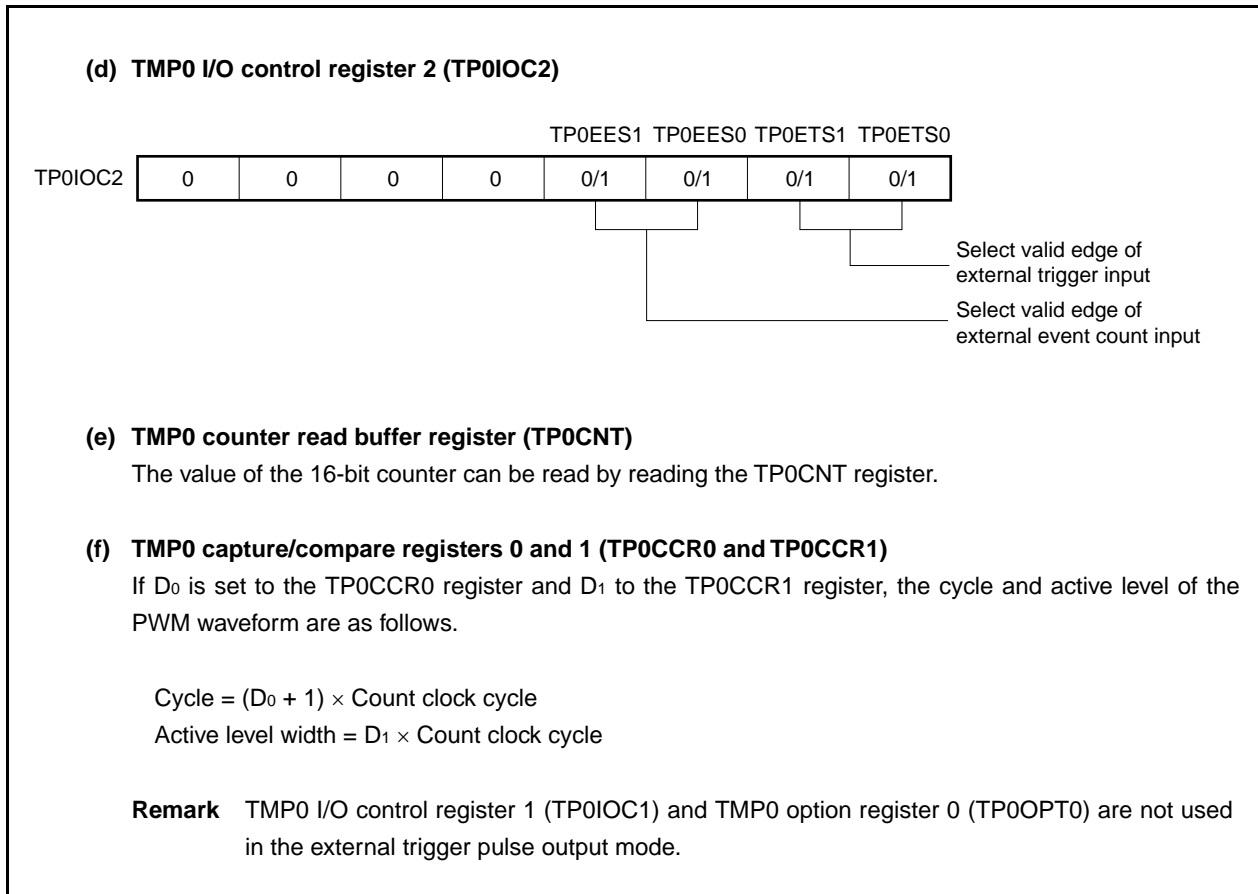 (d) TMP0 I/O control register 2 (TP0IOC2)
TP0EES1 TP0EES0 TP0ETS1 TP0ETS0
TP0IOC2 0 0 0 0 0/1 0/1 0/1 0/1
Select valid edge of
external trigger input
Select valid edge of
external event count input
(e) TMP0 counter read buffer register (TP0CNT)
The value of the 16-bit counter can be read by reading the TP0CNT register.
(f) TMP0 capture/compare registers 0 and 1 (TP0CCR0 and TP0CCR1)
If D0 is set to the TP0CCR0 register and D1 to the TP0CCR1 register, the cycle and active level of the
PWM waveform are as follows.
Cycle = (D0 + 1) × Count clock cycle
Active level width = D1 × Count clock cycle
Remark TMP0 I/O control register 1 (TP0IOC1) and TMP0 option register 0 (TP0OPT0) are not used
in the external trigger pulse output mode.